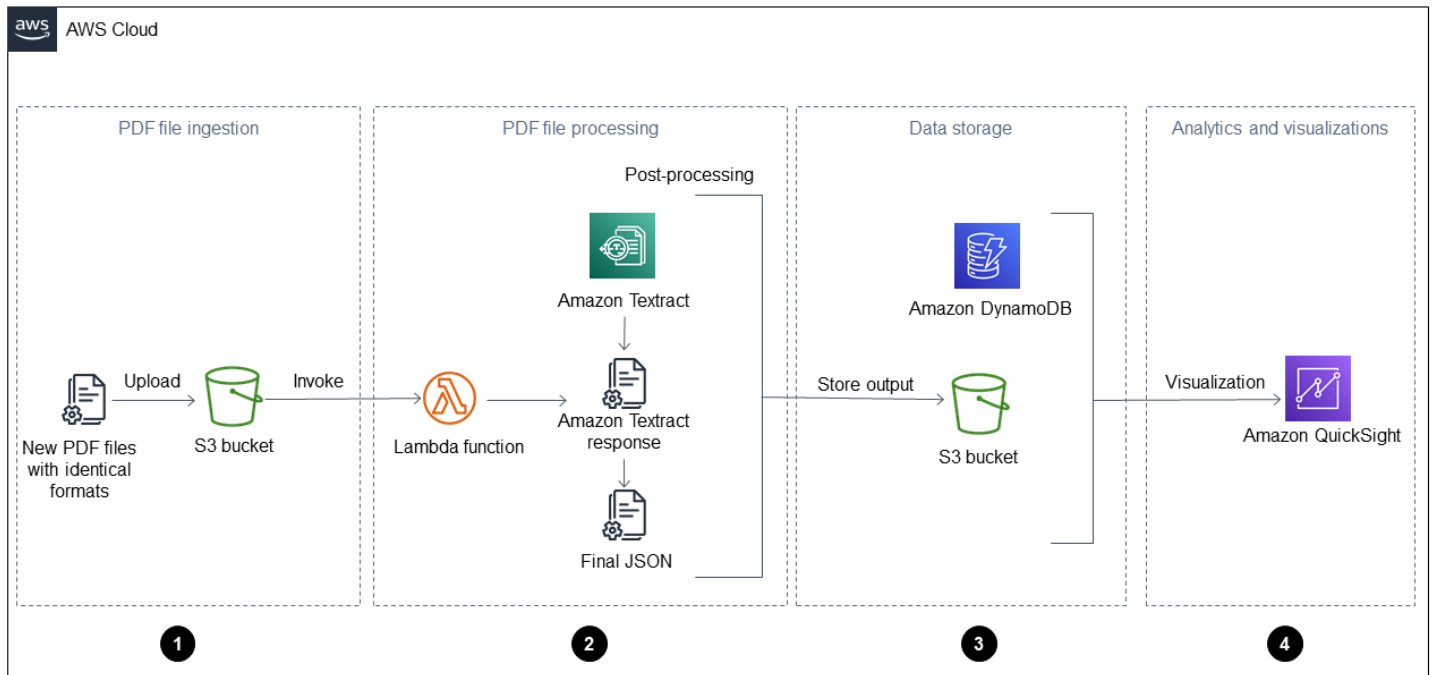 aws
AWS Cloud
PDF file ingestion
New PDF files
with identical
formats
Upload
S3 bucket
Invoke
1
PDF file processing
Post-processing
Lambda function
Amazon Textract
Amazon Textract
response
Final JSON
2
Data storage
Store output
Amazon DynamoDB
S3 bucket
3
Analytics and visualizations
Visualization
Amazon QuickSight
4